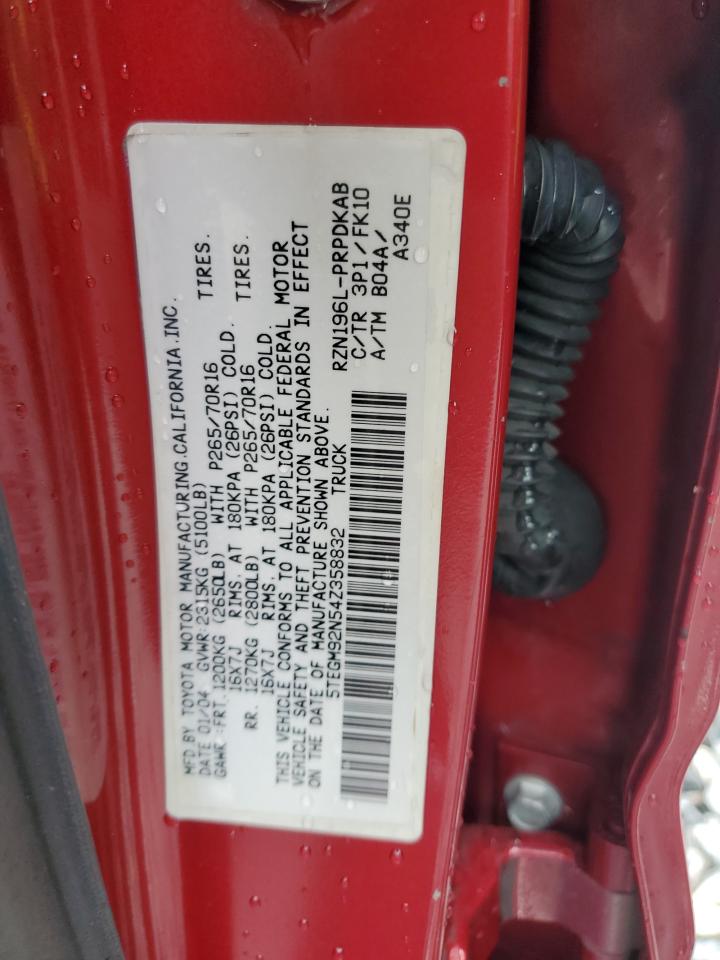 MFD BY TOYOTA MOTOR MANUFACTURING.CALIFORNIA.INC.
DATE 01/04 GVWR:2315KG (5100LB)
GAWR:FRT.1200KG (2650LB) WITH P265/70R16 TIRES.
16X7J RIMS. AT 180KPA (26PSI) COLD.
RR. 1270KG (2800LB) WITH P265/70R16 TIRES.
16X7J RIMS. AT 180KPA (26PSI) COLD.
THIS VEHICLE CONFORMS TO ALL APPLICABLE FEDERAL MOTOR
VEHICLE SAFETY AND THEFT PREVENTION STANDARDS IN EFFECT
ON THE DATE OF MANUFACTURE SHOWN ABOVE.
5TEGM92N54Z358832 TRUCK
RZN196L-PRPDKAB
C/TR 3P1/FK10
A/TM B04A/
A340E